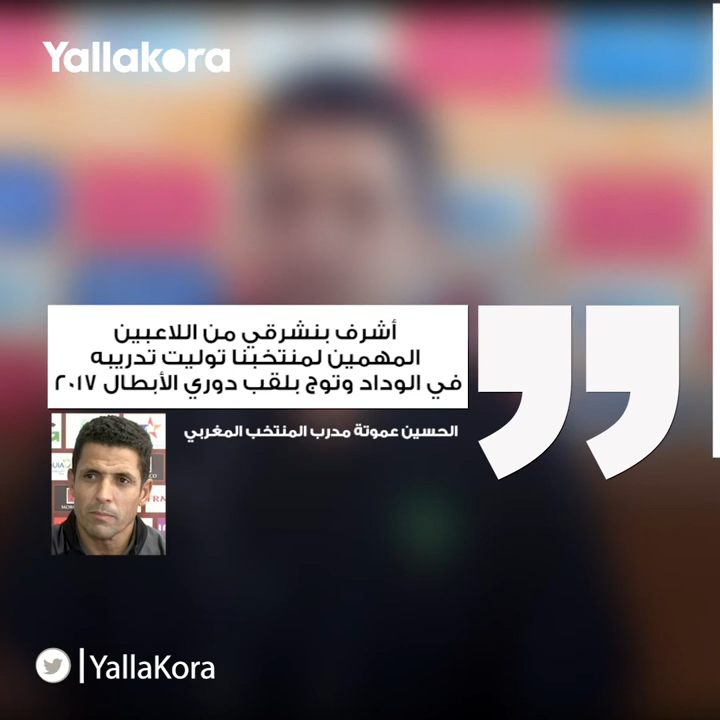 Yallakora
أشرف بنشرقي من اللاعبين
المهمين لمنتخبنا توليت تدريبه
في الوداد وتوج بلقب دوري الأبطال ٢٠١٧
الحسين عموتة مدرب المنتخب المغربي
YallaKora